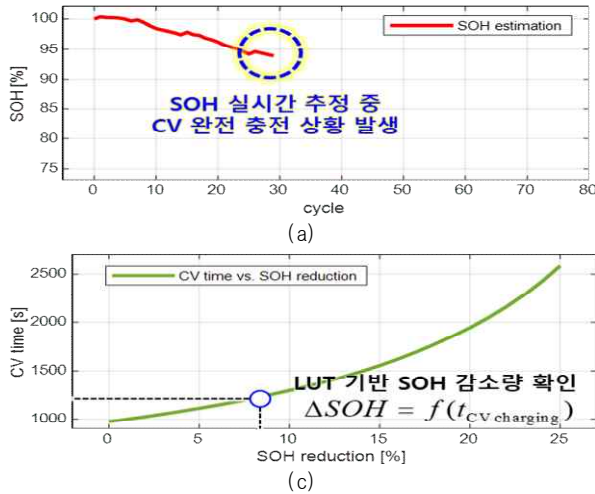 100
95
90
85
80
75
SOH [%]
SOH estimation
SOH 실시간 추정 중
CV 완전 충전 상황 발생
0 10 20 30 40 50 60 70 80
cycle
(a)
2500
2000
1500
1000
CV time [s]
CV time vs. SOH reduction
LUT 기반 SOH 감소량 확인
ΔSOH = f(t_CV charging)
0 5 10 15 20 25
SOH reduction [%]
(c)